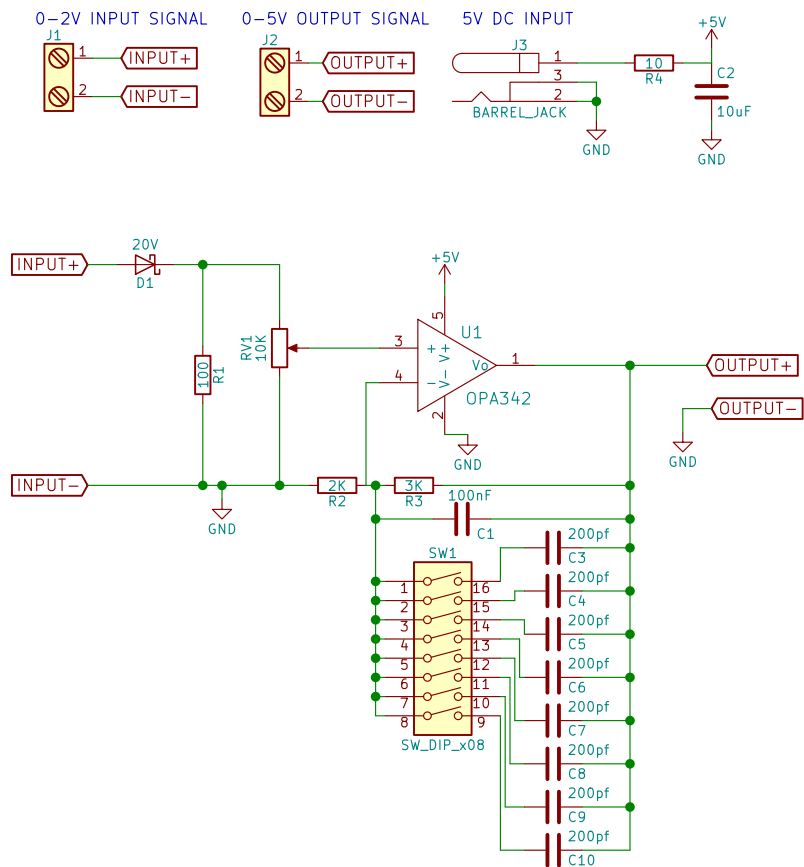 0-2V INPUT SIGNAL
0-5V OUTPUT SIGNAL
5V DC INPUT
J1
1
INPUT+
2
INPUT-
J2
1
OUTPUT+
2
OUTPUT-
J3
1
3
2
BARREL_JACK
GND
10
R4
+5V
C2
10uF
GND
INPUT+
20V
D1
100
R1
RV1
10K
+5V
5
U1
3
+
V+
Vo
1
4
-
V-
2
OPA342
GND
OUTPUT+
OUTPUT-
GND
INPUT-
GND
2K
R2
3K
R3
100nF
C1
SW1
1
16
2
15
3
14
4
13
5
12
6
11
7
10
8
9
SW_DIP_x08
200pf
C3
200pf
C4
200pf
C5
200pf
C6
200pf
C7
200pf
C8
200pf
C9
200pf
C10